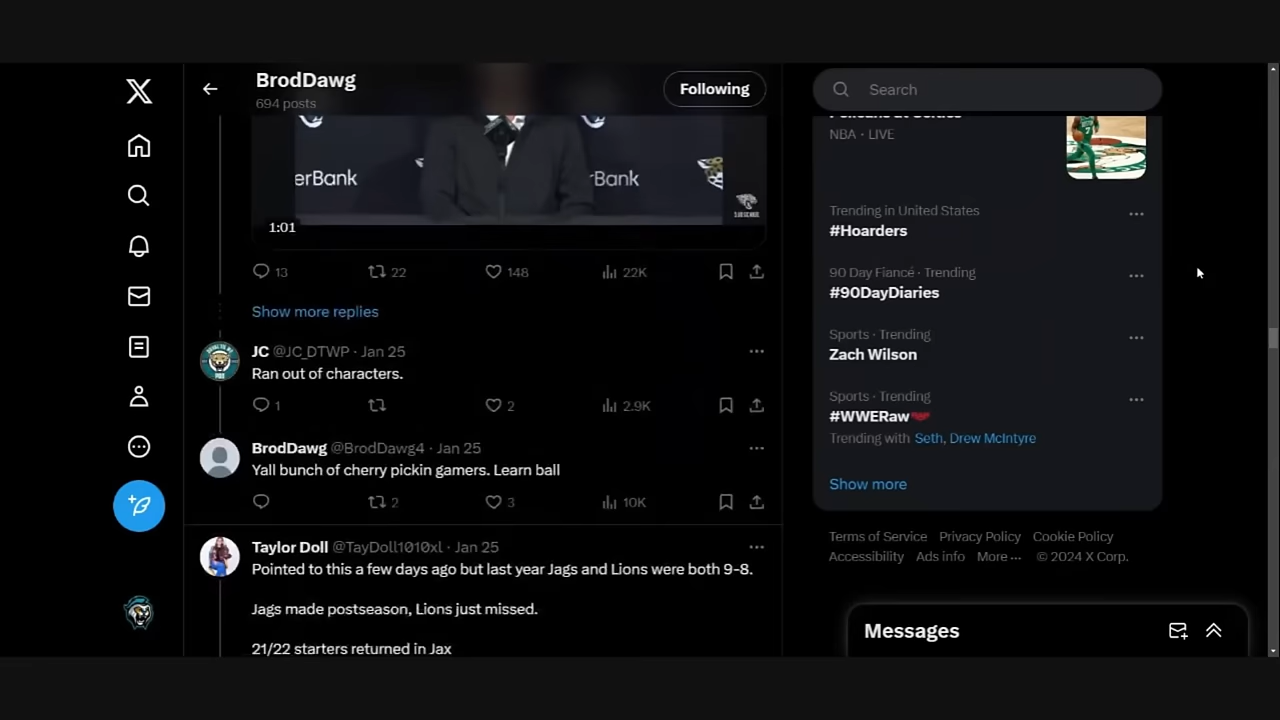 BrodDawg
694 posts
Following
Search
erBank
rBank
1:01
13
22
148
22K
Show more replies
JC @JC_DTWP · Jan 25
Ran out of characters.
1
2
2.9K
BrodDawg @BrodDawg4 · Jan 25
Yall bunch of cherry pickin gamers. Learn ball
2
3
10K
Taylor Doll @TayDoll1010xl · Jan 25
Pointed to this a few days ago but last year Jags and Lions were both 9-8.
Jags made postseason, Lions just missed.
21/22 starters returned in Jax
Pelicans at Celtics
NBA · LIVE
Trending in United States
#Hoarders
90 Day Fiancé · Trending
#90DayDiaries
Sports · Trending
Zach Wilson
Sports · Trending
#WWERaw
Trending with Seth, Drew McIntyre
Show more
Terms of Service Privacy Policy Cookie Policy
Accessibility Ads info More ··· © 2024 X Corp.
Messages